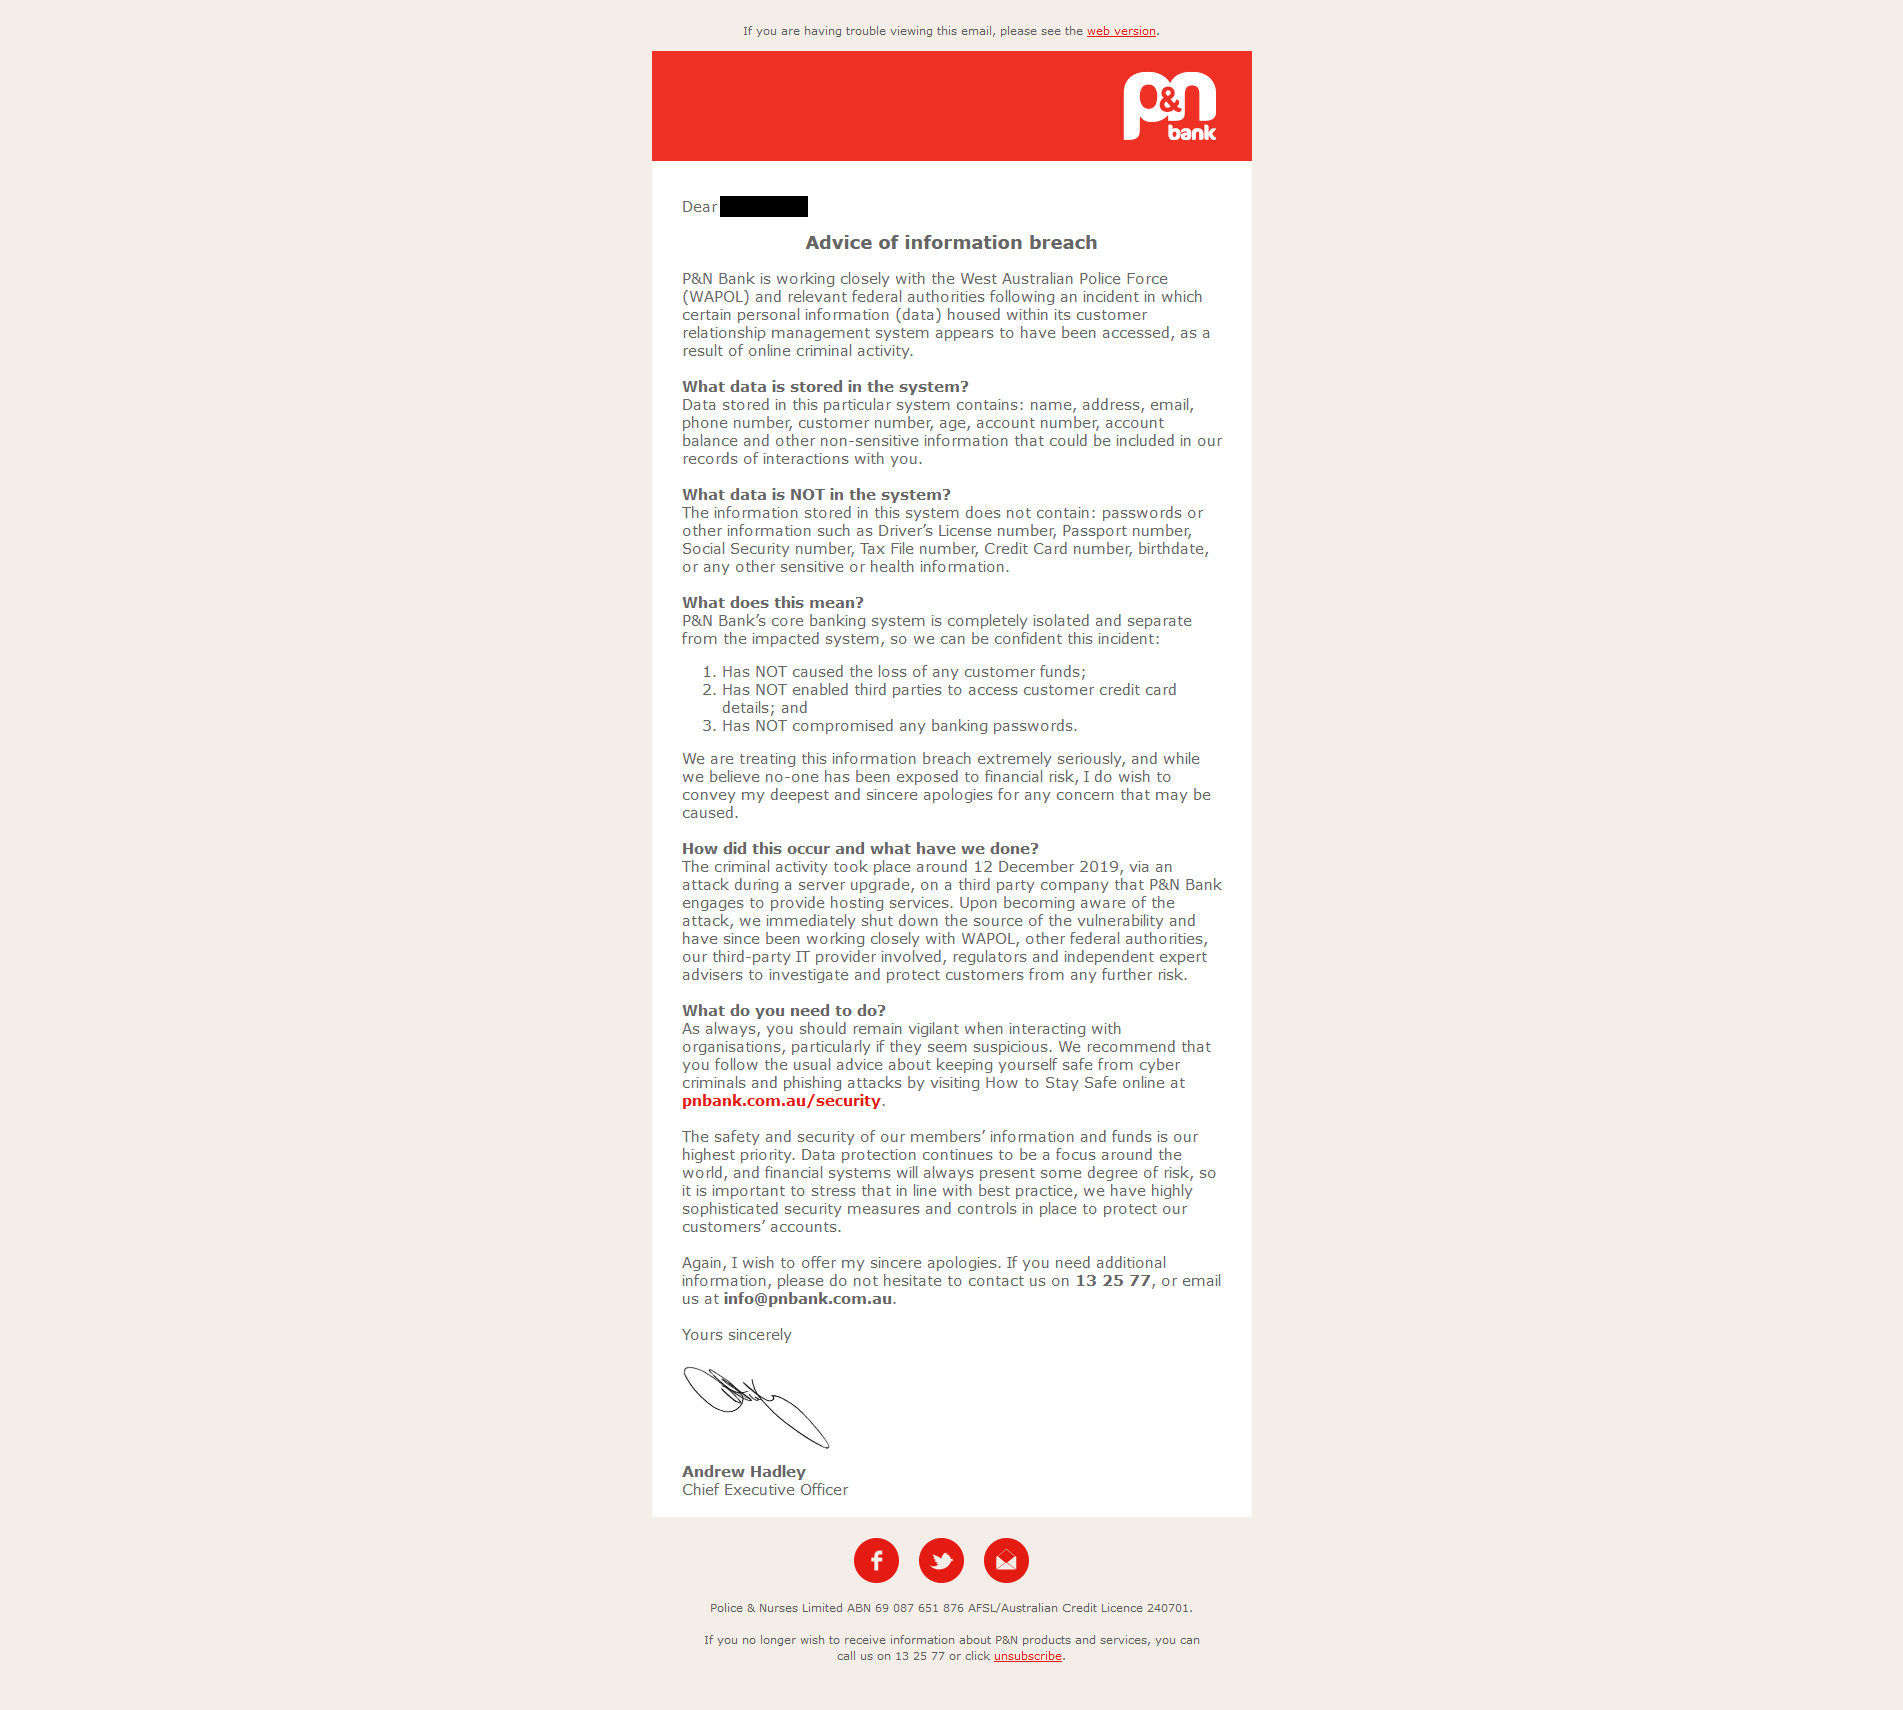 If you are having trouble viewing this email, please see the web version.
p&n
bank
Dear
Advice of information breach
P&N Bank is working closely with the West Australian Police Force
(WAPOL) and relevant federal authorities following an incident in which
certain personal information (data) housed within its customer
relationship management system appears to have been accessed, as a
result of online criminal activity.
What data is stored in the system?
Data stored in this particular system contains: name, address, email,
phone number, customer number, age, account number, account
balance and other non-sensitive information that could be included in our
records of interactions with you.
What data is NOT in the system?
The information stored in this system does not contain: passwords or
other information such as Driver’s License number, Passport number,
Social Security number, Tax File number, Credit Card number, birthdate,
or any other sensitive or health information.
What does this mean?
P&N Bank’s core banking system is completely isolated and separate
from the impacted system, so we can be confident this incident:
1. Has NOT caused the loss of any customer funds;
2. Has NOT enabled third parties to access customer credit card
details; and
3. Has NOT compromised any banking passwords.
We are treating this information breach extremely seriously, and while
we believe no-one has been exposed to financial risk, I do wish to
convey my deepest and sincere apologies for any concern that may be
caused.
How did this occur and what have we done?
The criminal activity took place around 12 December 2019, via an
attack during a server upgrade, on a third party company that P&N Bank
engages to provide hosting services. Upon becoming aware of the
attack, we immediately shut down the source of the vulnerability and
have since been working closely with WAPOL, other federal authorities,
our third-party IT provider involved, regulators and independent expert
advisers to investigate and protect customers from any further risk.
What do you need to do?
As always, you should remain vigilant when interacting with
organisations, particularly if they seem suspicious. We recommend that
you follow the usual advice about keeping yourself safe from cyber
criminals and phishing attacks by visiting How to Stay Safe online at
pnbank.com.au/security.
The safety and security of our members’ information and funds is our
highest priority. Data protection continues to be a focus around the
world, and financial systems will always present some degree of risk, so
it is important to stress that in line with best practice, we have highly
sophisticated security measures and controls in place to protect our
customers’ accounts.
Again, I wish to offer my sincere apologies. If you need additional
information, please do not hesitate to contact us on 13 25 77, or email
us at info@pnbank.com.au.
Yours sincerely
Andrew Hadley
Chief Executive Officer
Police & Nurses Limited ABN 69 087 651 876 AFSL/Australian Credit Licence 240701.
If you no longer wish to receive information about P&N products and services, you can
call us on 13 25 77 or click unsubscribe.